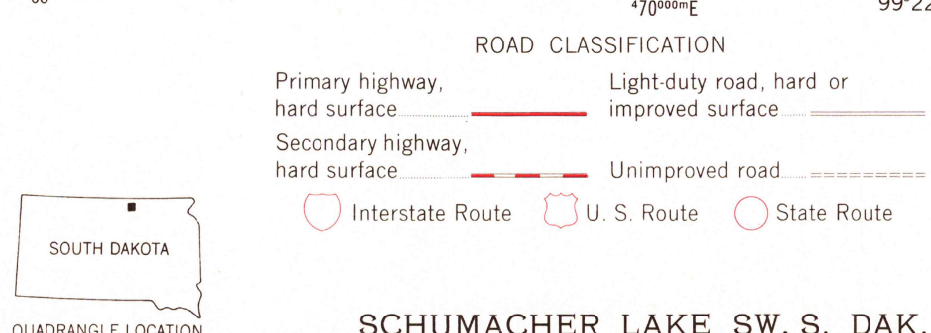 ⁴70⁰⁰⁰ᵐE
ROAD CLASSIFICATION
Primary highway,
hard surface
Light-duty road, hard or
improved surface
Secondary highway,
hard surface
Unimproved road
Interstate Route
U. S. Route
State Route
SOUTH DAKOTA
QUADRANGLE LOCATION
SCHUMACHER LAKE SW, S. DAK.